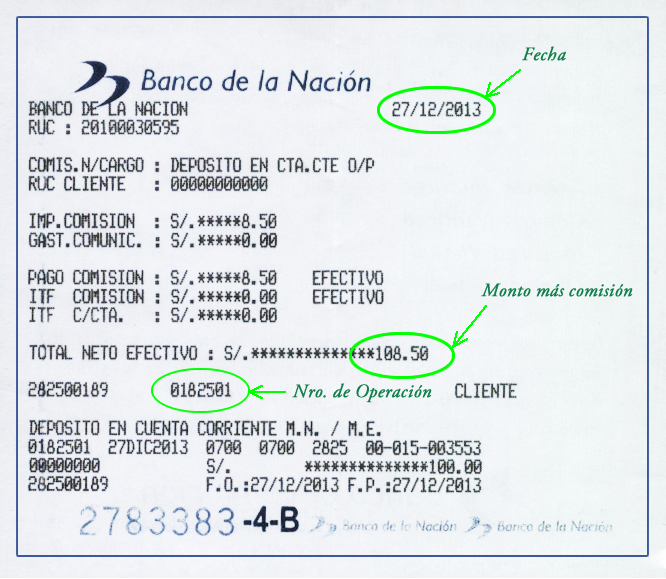 Fecha
Banco de la Nación
BANCO DE LA NACION 27/12/2013
RUC : 20100030595
COMIS.N/CARGO : DEPOSITO EN CTA.CTE O/P
RUC CLIENTE : 00000000000
IMP.COMISION : S/.*****8.50
GAST.COMUNIC. : S/.*****0.00
PAGO COMISION : S/.*****8.50 EFECTIVO
ITF COMISION : S/.*****0.00 EFECTIVO
ITF C/CTA. : S/.*****0.00
Monto más comisión
TOTAL NETO EFECTIVO : S/.**************108.50
282500189 0182501 Nro. de Operación CLIENTE
DEPOSITO EN CUENTA CORRIENTE M.N. / M.E.
0182501 27DIC2013 0700 0700 2825 00-015-003553
00000000 S/. **************100.00
282500189 F.O.:27/12/2013 F.P.:27/12/2013
2783383-4-B Banco de la Nación Banco de la Nación